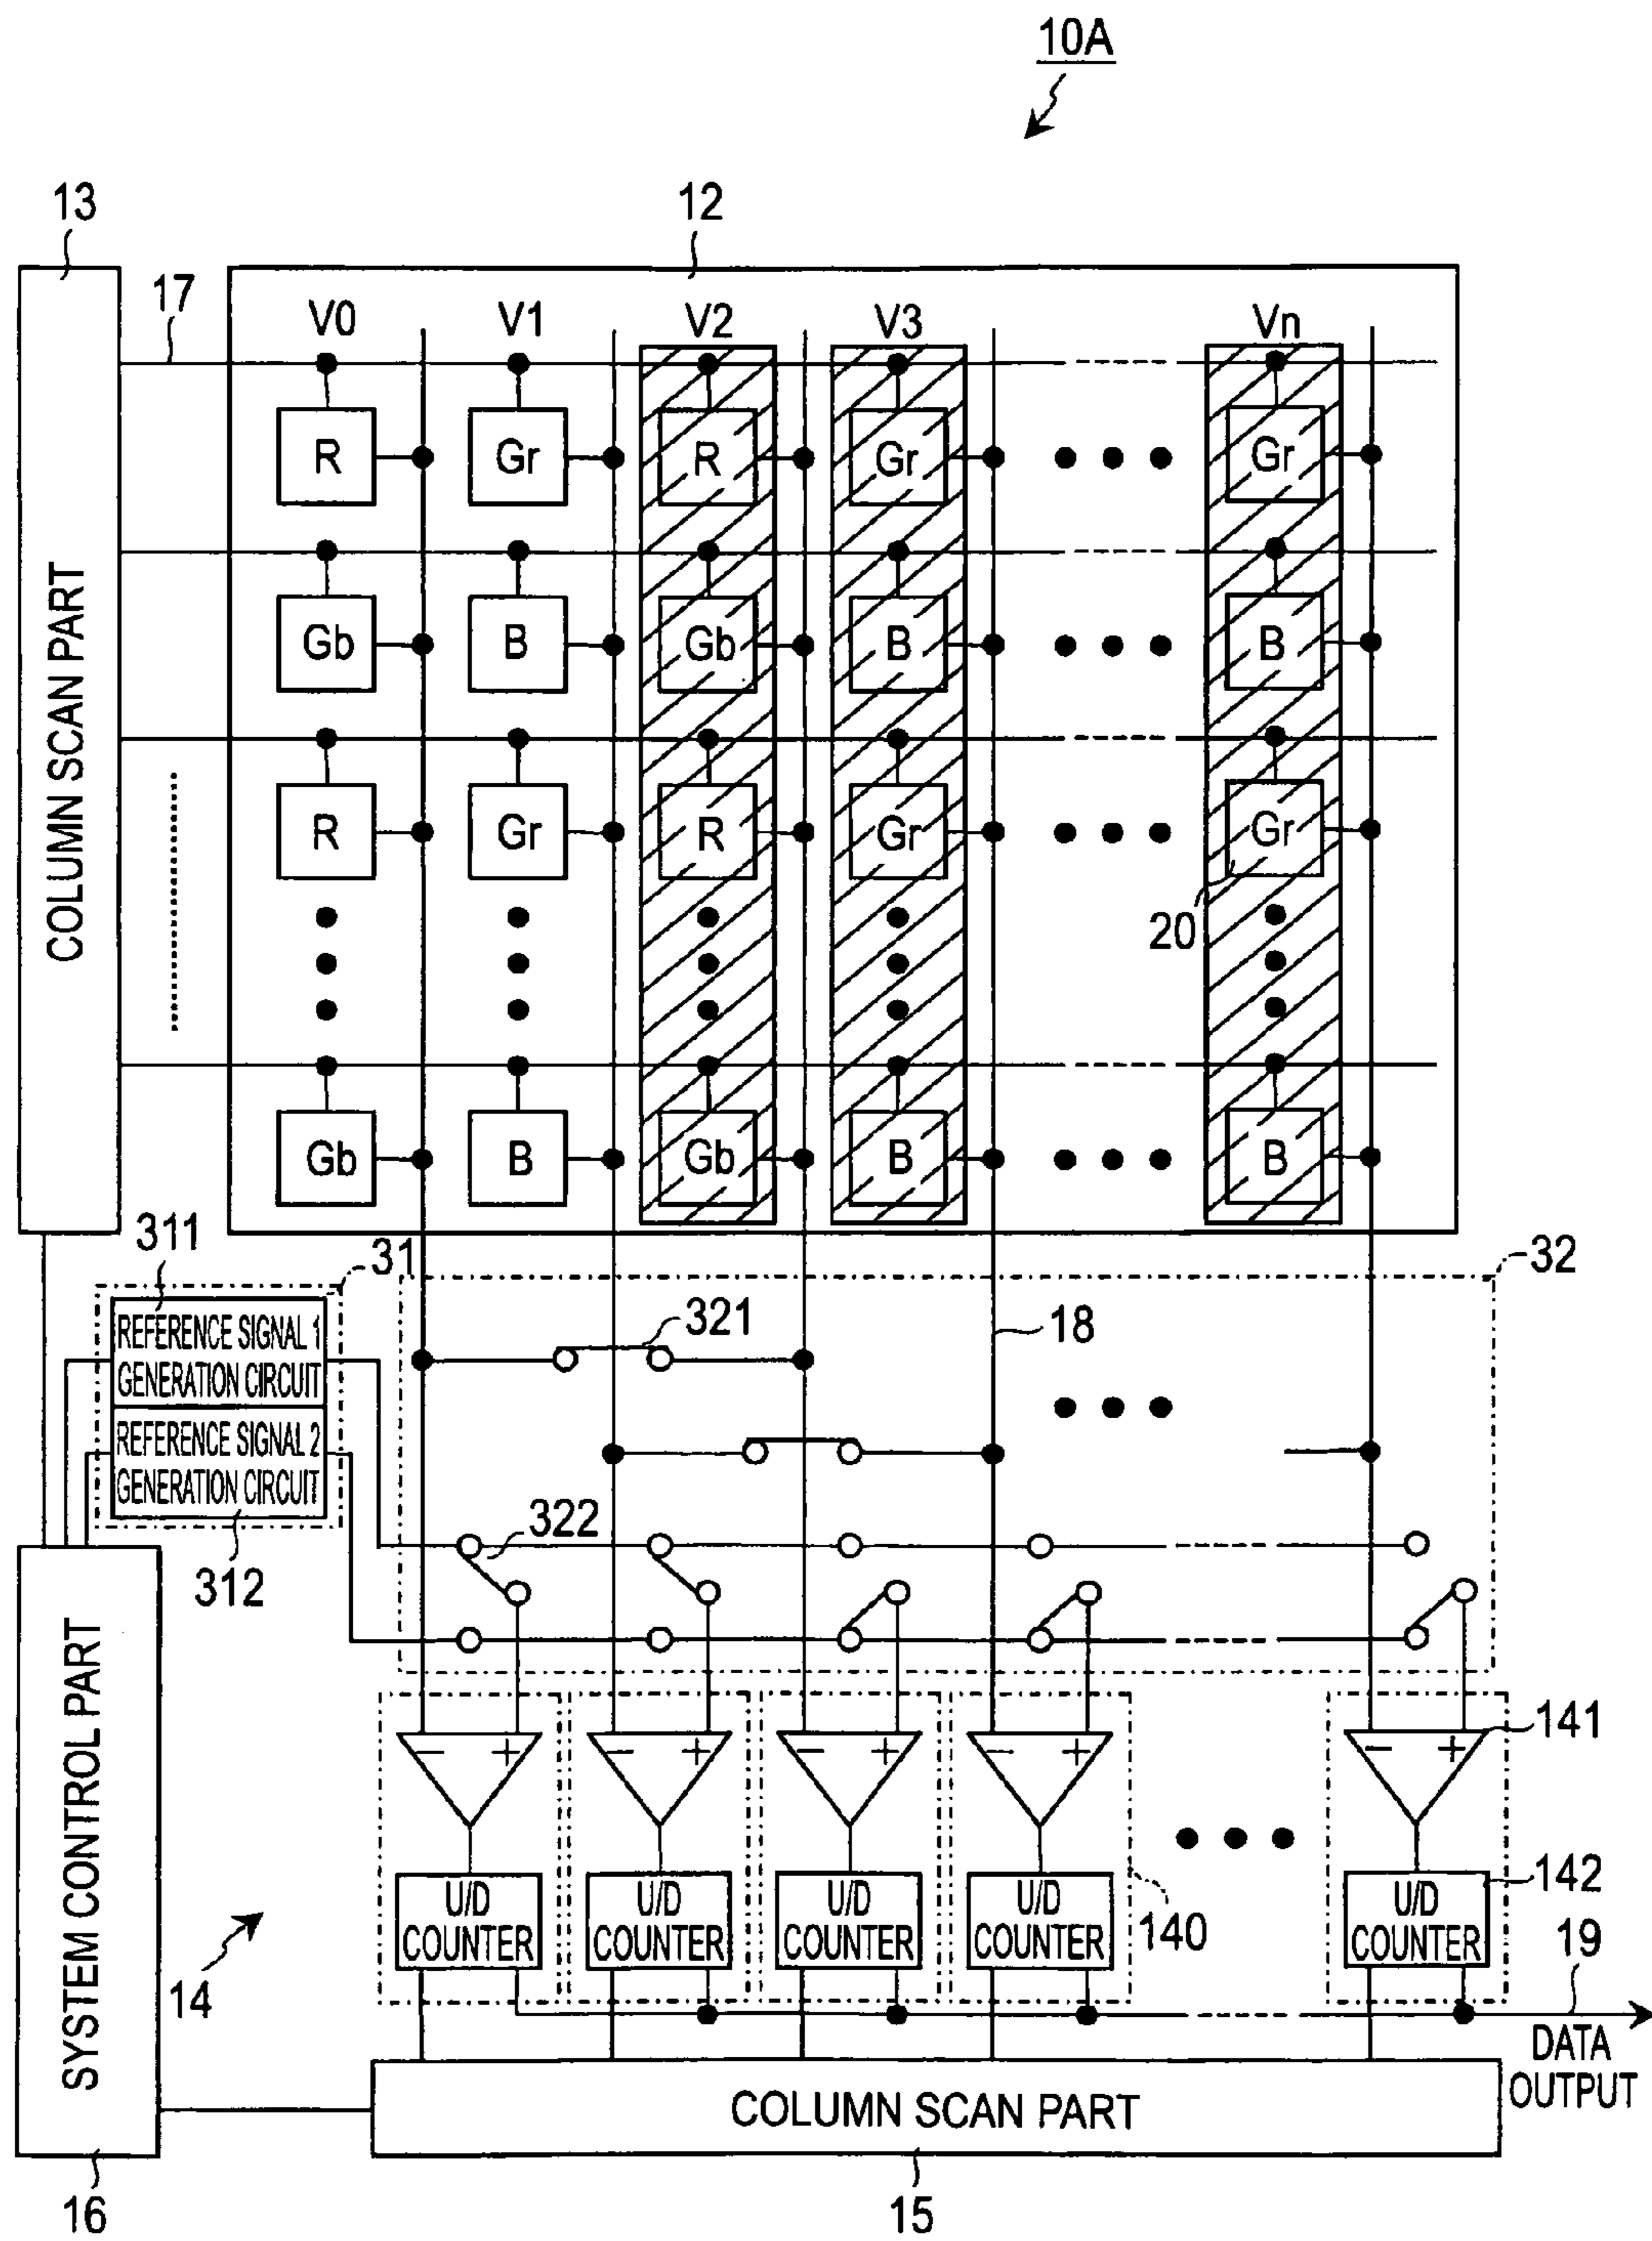 10A
13
12
17
V0
V1
V2
V3
Vn
R
Gr
R
Gr
Gr
COLUMN SCAN PART
Gb
B
Gb
B
B
R
Gr
R
Gr
Gr
20
Gb
B
Gb
B
B
311
31
32
REFERENCE SIGNAL 1
GENERATION CIRCUIT
321
18
REFERENCE SIGNAL 2
GENERATION CIRCUIT
312
322
SYSTEM CONTROL PART
− +
− +
− +
− +
− +
141
U/D
COUNTER
U/D
COUNTER
U/D
COUNTER
U/D
COUNTER
140
U/D
COUNTER
142
14
19
DATA
OUTPUT
COLUMN SCAN PART
16
15